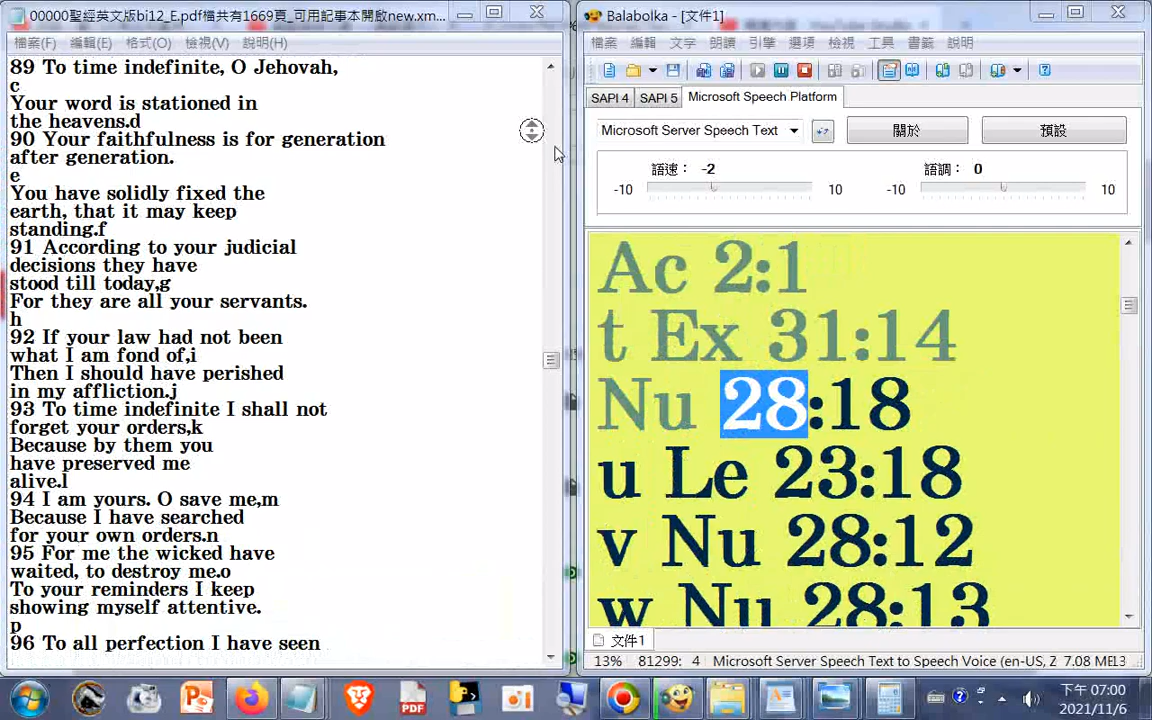 00000聖經英文版bi12_E.pdf檔共有1669頁_可用記事本開啟new.xm...
檔案(F) 編輯(E) 格式(O) 檢視(V) 說明(H)
89 To time indefinite, O Jehovah,
c
Your word is stationed in
the heavens.d
90 Your faithfulness is for generation
after generation.
e
You have solidly fixed the
earth, that it may keep
standing.f
91 According to your judicial
decisions they have
stood till today,g
For they are all your servants.
h
92 If your law had not been
what I am fond of,i
Then I should have perished
in my affliction.j
93 To time indefinite I shall not
forget your orders,k
Because by them you
have preserved me
alive.l
94 I am yours. O save me,m
Because I have searched
for your own orders.n
95 For me the wicked have
waited, to destroy me.o
To your reminders I keep
showing myself attentive.
p
96 To all perfection I have seen
Balabolka - [文件1]
檔案 編輯 文字 朗讀 引擎 選項 檢視 工具 書籤 說明
SAPI 4 SAPI 5 Microsoft Speech Platform
Microsoft Server Speech Text 關於 預設
語速: -2 語調: 0
-10 10 -10 10
Ac 2:1
t Ex 31:14
Nu 28:18
u Le 23:18
v Nu 28:12
w Nu 28:13
文件1
13% 81299: 4 Microsoft Server Speech Text to Speech Voice (en-US, Z 7.08 ME
PDF
下午 07:00
2021/11/6